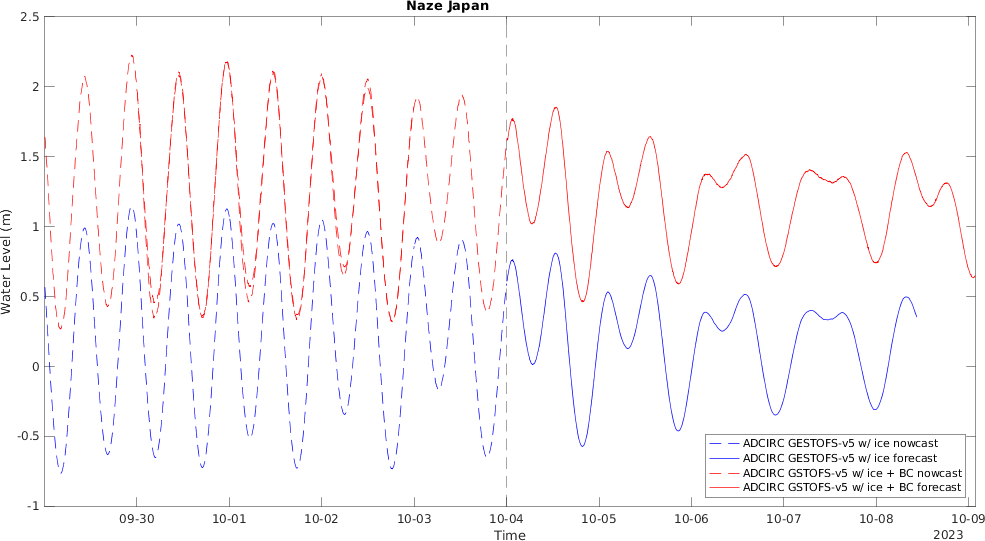 Naze Japan
2.5
2
1.5
1
0.5
0
-0.5
-1
Water Level (m)
ADCIRC GESTOFS-v5 w/ ice nowcast
ADCIRC GESTOFS-v5 w/ ice forecast
ADCIRC GSTOFS-v5 w/ ice + BC nowcast
ADCIRC GSTOFS-v5 w/ ice + BC forecast
09-30 10-01 10-02 10-03 10-04 10-05 10-06 10-07 10-08 10-09
Time
2023